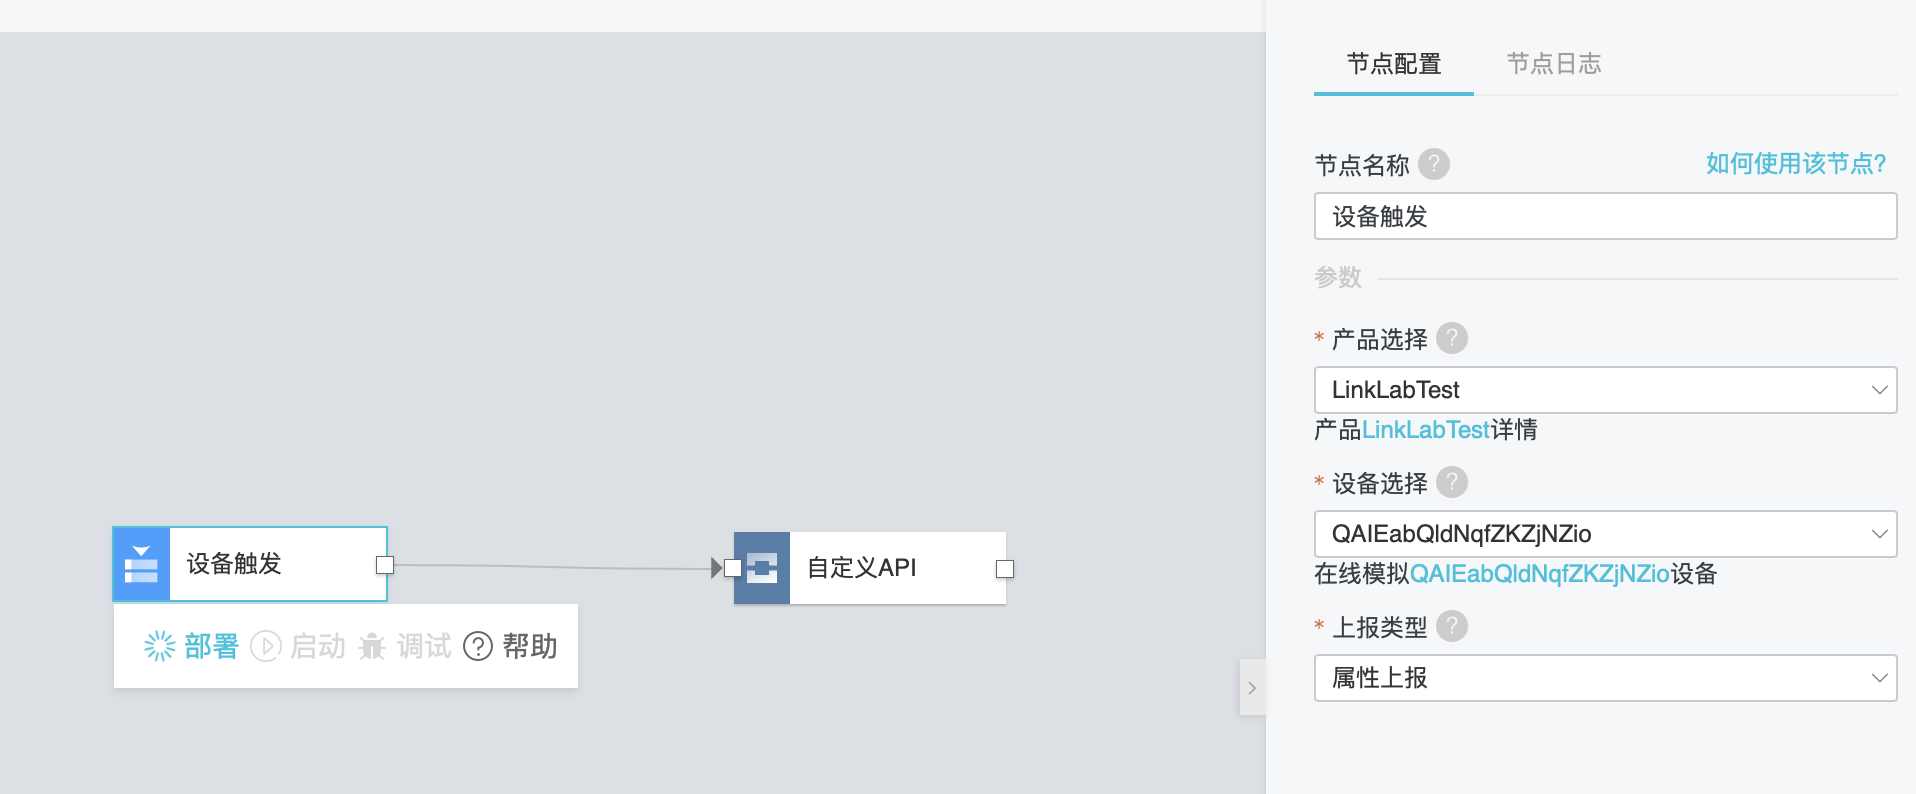 节点配置 节点日志
节点名称 ? 如何使用该节点?
设备触发
参数
* 产品选择 ?
LinkLabTest
产品LinkLabTest详情
* 设备选择 ?
QAIEabQldNqfZKZjNZio
在线模拟QAIEabQldNqfZKZjNZio设备
* 上报类型 ?
属性上报
设备触发
自定义API
部署 启动 调试 ? 帮助